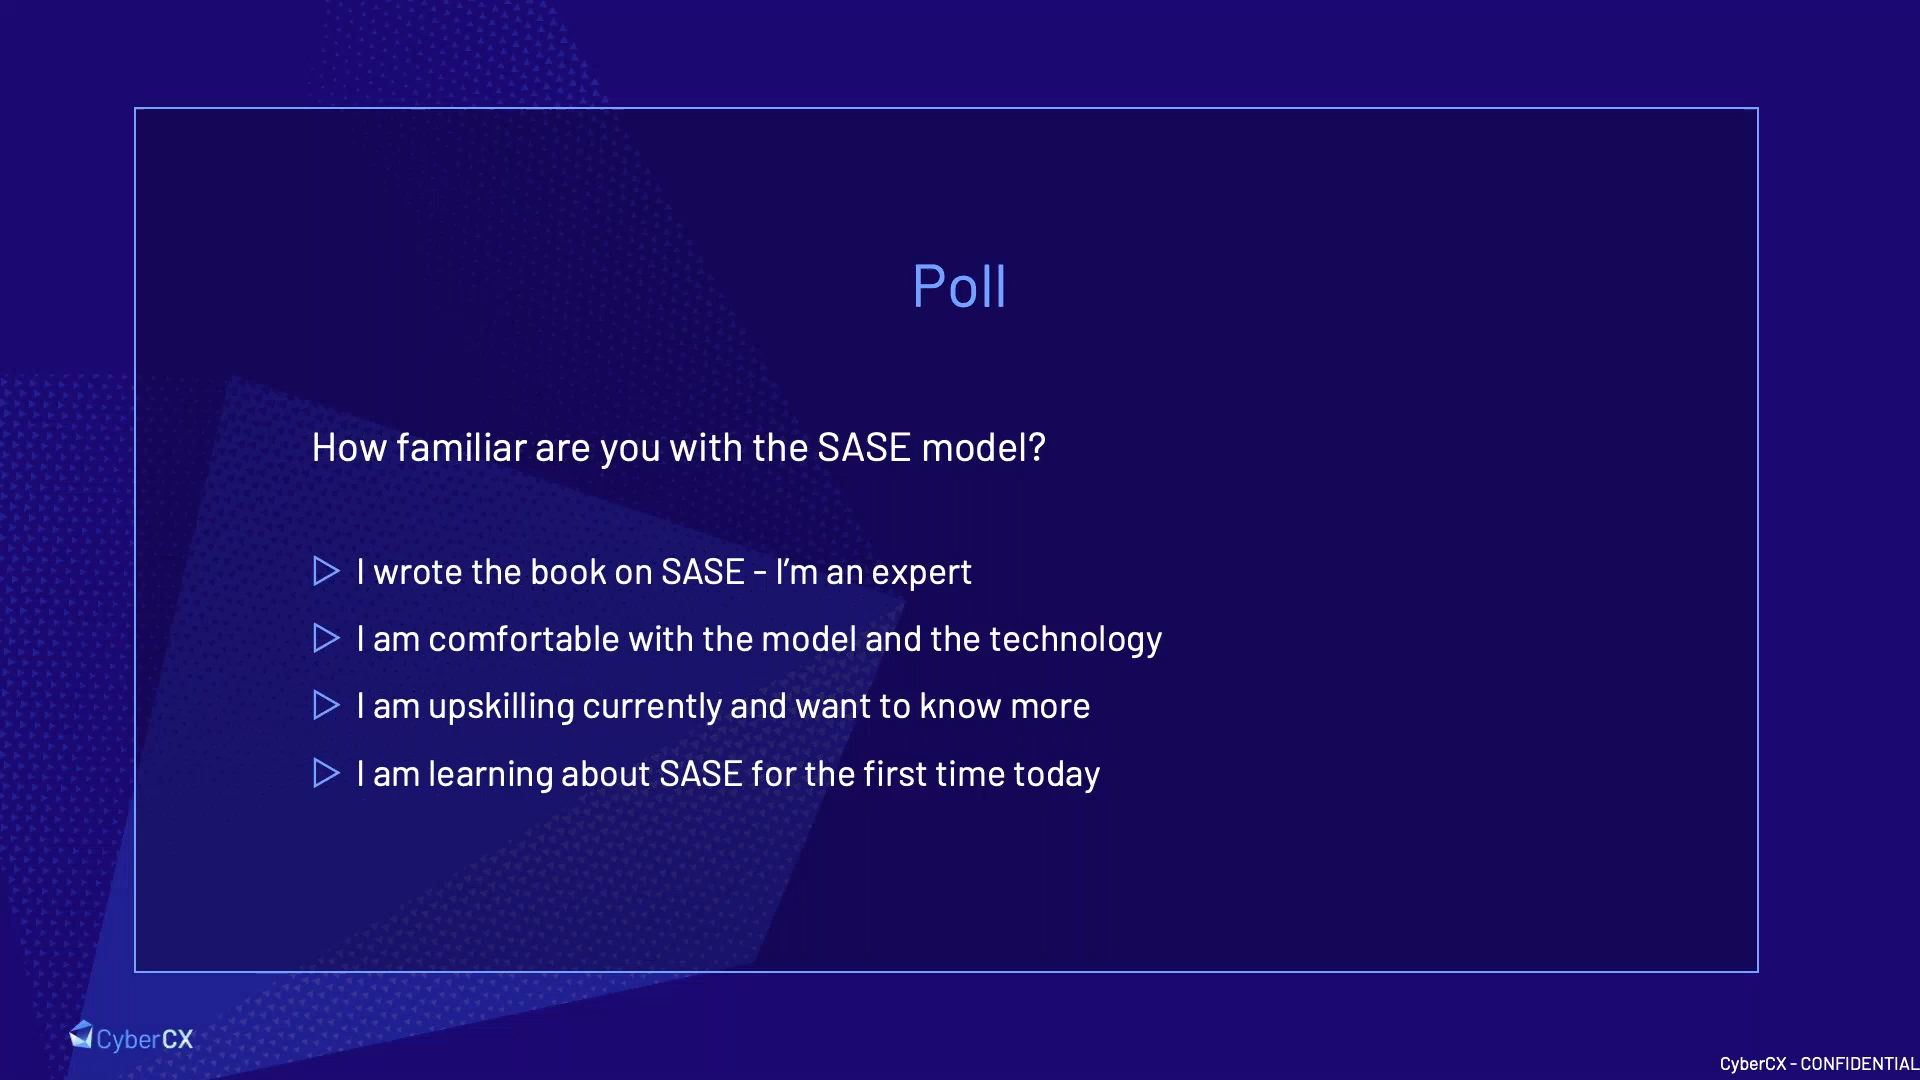 Poll
How familiar are you with the SASE model?
I wrote the book on SASE - I’m an expert
I am comfortable with the model and the technology
I am upskilling currently and want to know more
I am learning about SASE for the first time today
CyberCX
CyberCX - CONFIDENTIAL